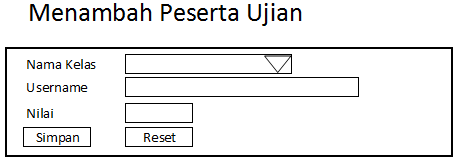 Menambah Peserta Ujian
Nama Kelas
Username
Nilai
Simpan Reset